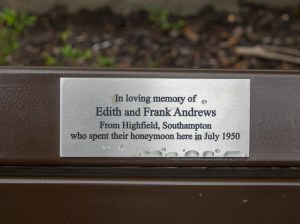 In loving memory of
Edith and Frank Andrews
From Highfield, Southampton
who spent their honeymoon here in July 1950